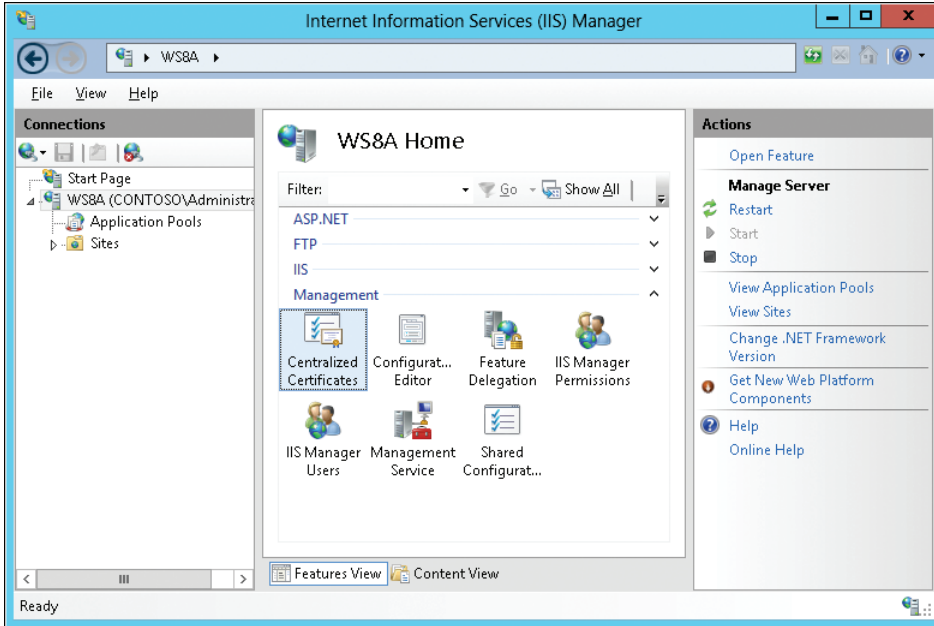 Internet Information Services (IIS) Manager
WS8A
File View Help
Connections
Start Page
WS8A (CONTOSO\Administra
Application Pools
Sites
WS8A Home
Filter: Go Show All
ASP.NET
FTP
IIS
Management
Centralized Certificates
Configurat... Editor
Feature Delegation
IIS Manager Permissions
IIS Manager Users
Management Service
Shared Configurat...
Features View Content View
Actions
Open Feature
Manage Server
Restart
Start
Stop
View Application Pools
View Sites
Change .NET Framework
Version
Get New Web Platform
Components
Help
Online Help
Ready